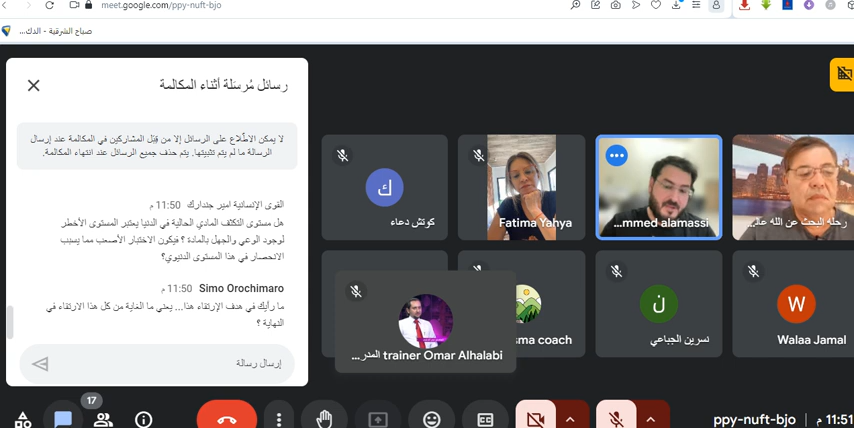 meet.google.com/ppy-nuft-bjo
صباح الشرقية - الدك...
رسائل مُرسَلة أثناء المكالمة
لا يمكن الاطّلاع على الرسائل إلا من قِبَل المشاركين في المكالمة عند إرسال
الرسالة ما لم يتم تثبيتها. يتم حذف جميع الرسائل عند انتهاء المكالمة.
القوى الإنسانية امير جندارك 11:50 م
هل مستوى التكثف المادي الحالية في الدنيا يعتبر المستوى الأخطر
لوجود الوعي والجهل بالمادة ؟ فيكون الاختبار الأصعب مما يسبب
الانحصار في هذا المستوى الدنيوي؟
Simo Orochimaro 11:50 م
ما رأيك في هدف الإرتقاء هذا... يعني ما الغاية من كل هذا الارتقاء في
النهاية ؟
إرسال رسالة
ك
كوتش دعاء
Fatima Yahya
...mmed alamassi
رحلة البحث عن الله عالـ...
trainer Omar Alhalabi المدر...
sma coach
ن
نسرين الجباعي
W
Walaa Jamal
17
ppy-nuft-bjo
11:51 م